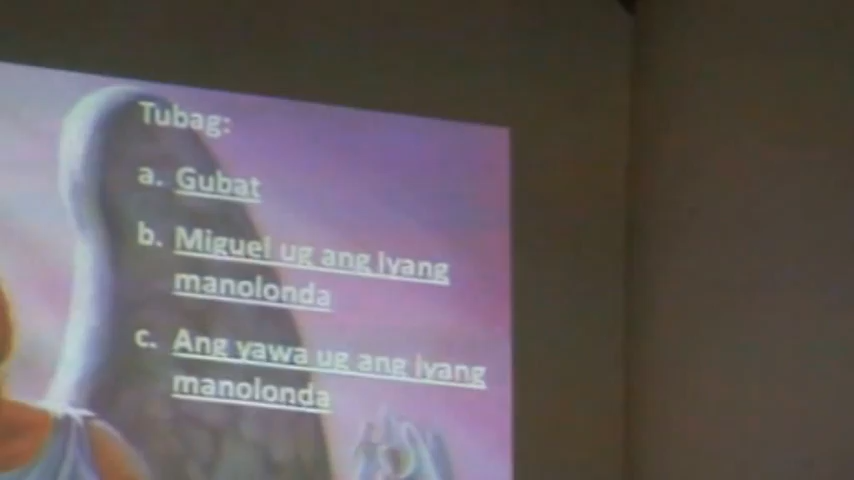 Tubag:
a. Gubat
b. Miguel ug ang Iyang
manolonda
c. Ang yawa ug ang Iyang
manolonda